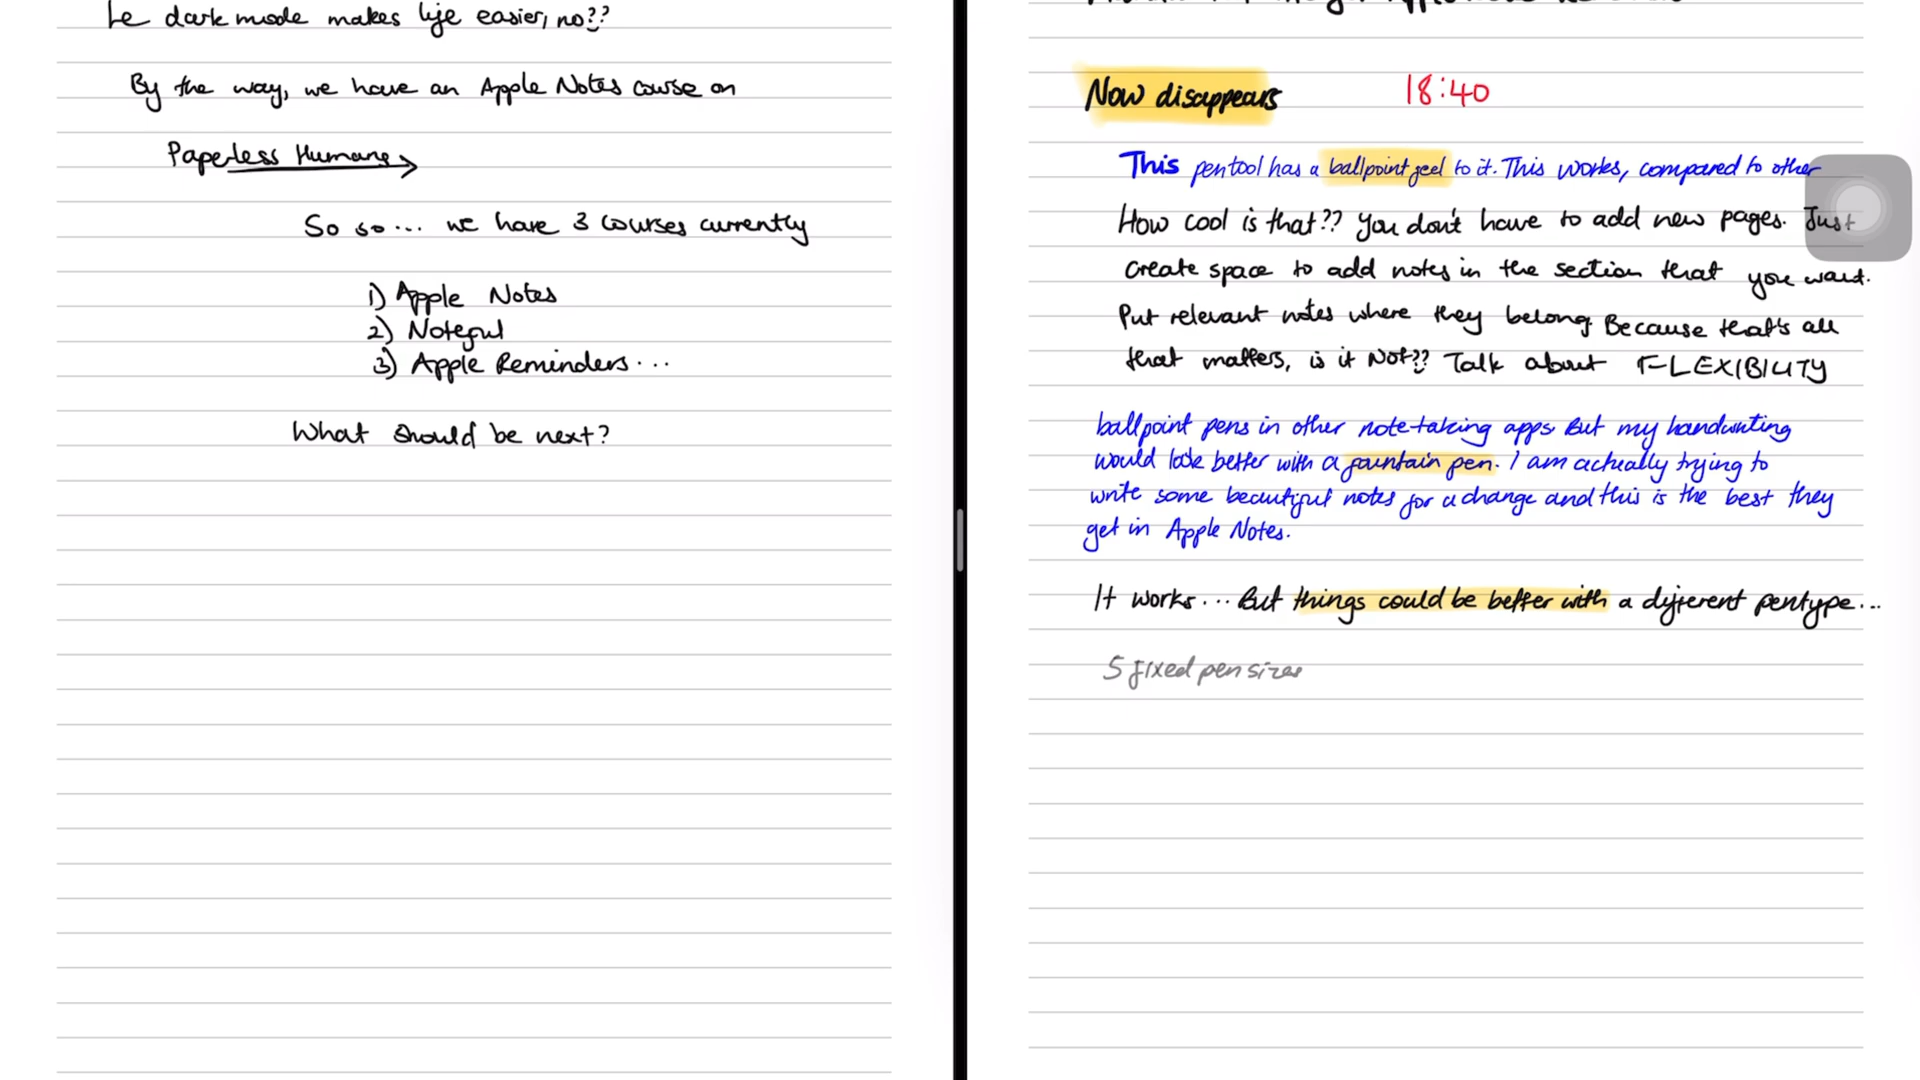 Le dark mode makes life easier, no??
By the way, we have an Apple Notes course on
Paperless Humans
So so... we have 3 courses currently
1) Apple Notes
2) Noteful
3) Apple Reminders...
What should be next?
Now disappears 18:40
This pen tool has a ballpoint feel to it. This works, compared to other
How cool is that?? You don't have to add new pages. Just
create space to add notes in the section that you want.
Put relevant notes where they belong. Because that's all
that matters, is it Not?? Talk about FLEXIBILITY
ballpoint pens in other note-taking apps. But my handwriting
would look better with a fountain pen. I am actually trying to
write some beautiful notes for a change and this is the best they
get in Apple Notes.
It works... But things could be better with a different pentype...
5 fixed pen sizes